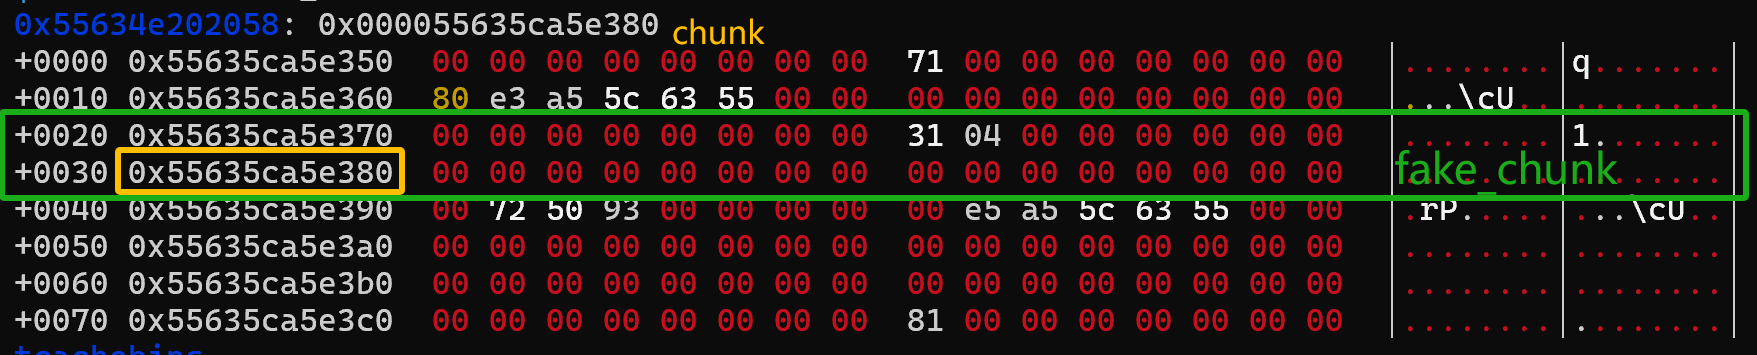 0x55634e202058: 0x000055635ca5e380 chunk
+0000 0x55635ca5e350 00 00 00 00 00 00 00 00 71 00 00 00 00 00 00 00 │........│q.......│
+0010 0x55635ca5e360 80 e3 a5 5c 63 55 00 00 00 00 00 00 00 00 00 00 │...\cU..│........│
+0020 0x55635ca5e370 00 00 00 00 00 00 00 00 31 04 00 00 00 00 00 00 │........│1.......│
+0030 0x55635ca5e380 00 00 00 00 00 00 00 00 00 00 00 00 00 00 00 00 │........│........│
fake_chunk
+0040 0x55635ca5e390 00 72 50 93 00 00 00 00 00 e5 a5 5c 63 55 00 00 │.rP.....│...\cU..│
+0050 0x55635ca5e3a0 00 00 00 00 00 00 00 00 00 00 00 00 00 00 00 00 │........│........│
+0060 0x55635ca5e3b0 00 00 00 00 00 00 00 00 00 00 00 00 00 00 00 00 │........│........│
+0070 0x55635ca5e3c0 00 00 00 00 00 00 00 00 81 00 00 00 00 00 00 00 │........│........│